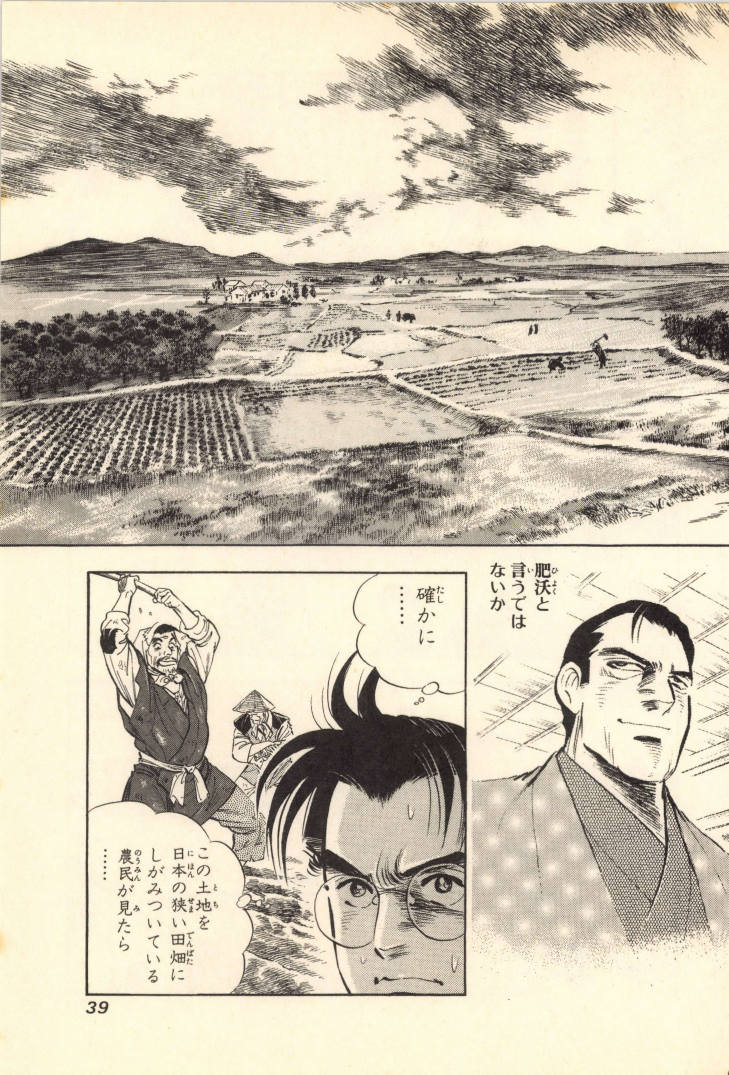 肥沃と
言うでは
ないか
確かに
……
この土地を
日本の狭い田畑に
しがみついている
農民が見たら
……
39